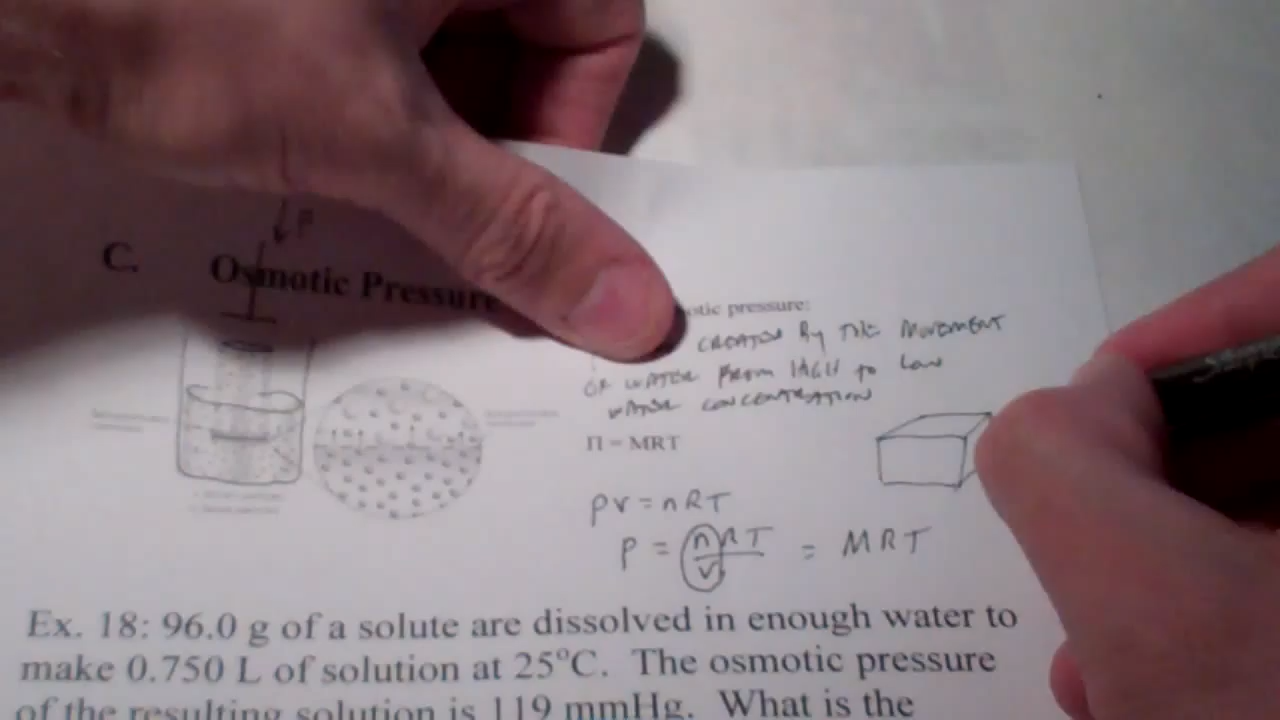 P
C. Osmotic Pressure
otic pressure:
CREATED By THE MOVEMENT
OF WATER FROM HIGH to Low
WATER CONCENTRATION
Π = MRT
PV = nRT
P = nRT/V = MRT
Ex. 18: 96.0 g of a solute are dissolved in enough water to
make 0.750 L of solution at 25°C. The osmotic pressure
of the resulting solution is 119 mmHg. What is the